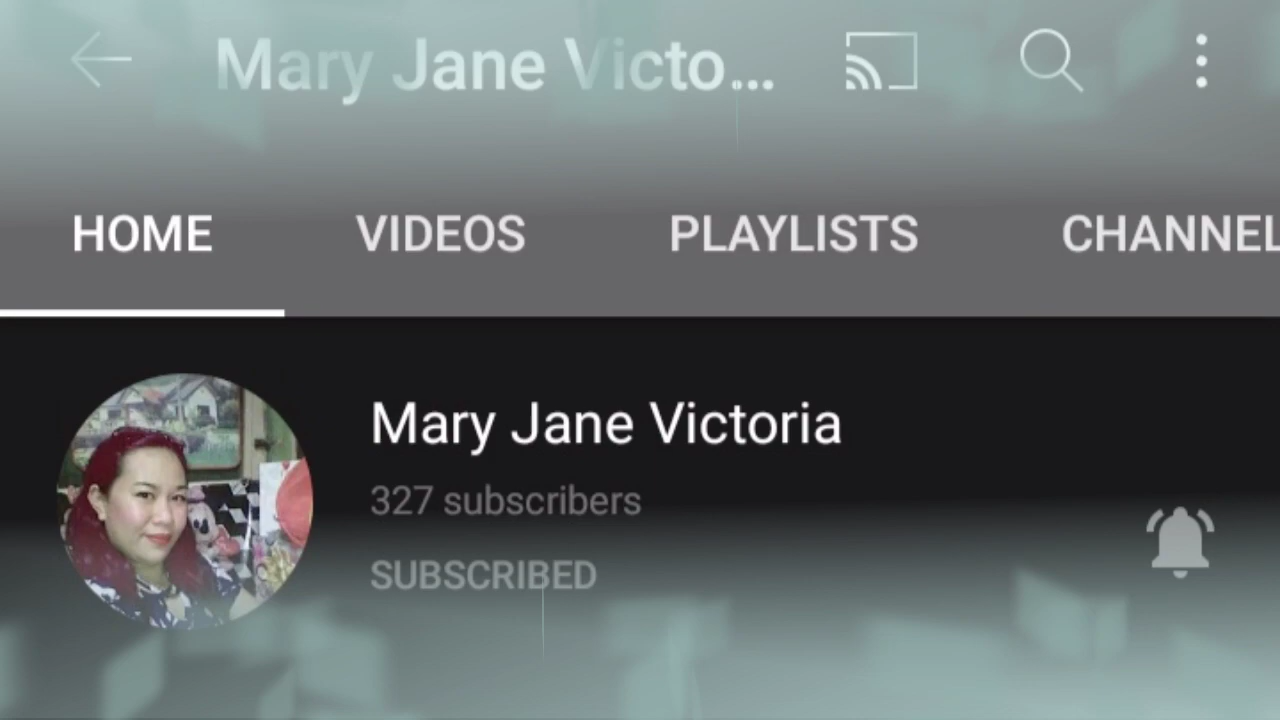 Mary Jane Victo...
HOME VIDEOS PLAYLISTS CHANNEL
Mary Jane Victoria
327 subscribers
SUBSCRIBED